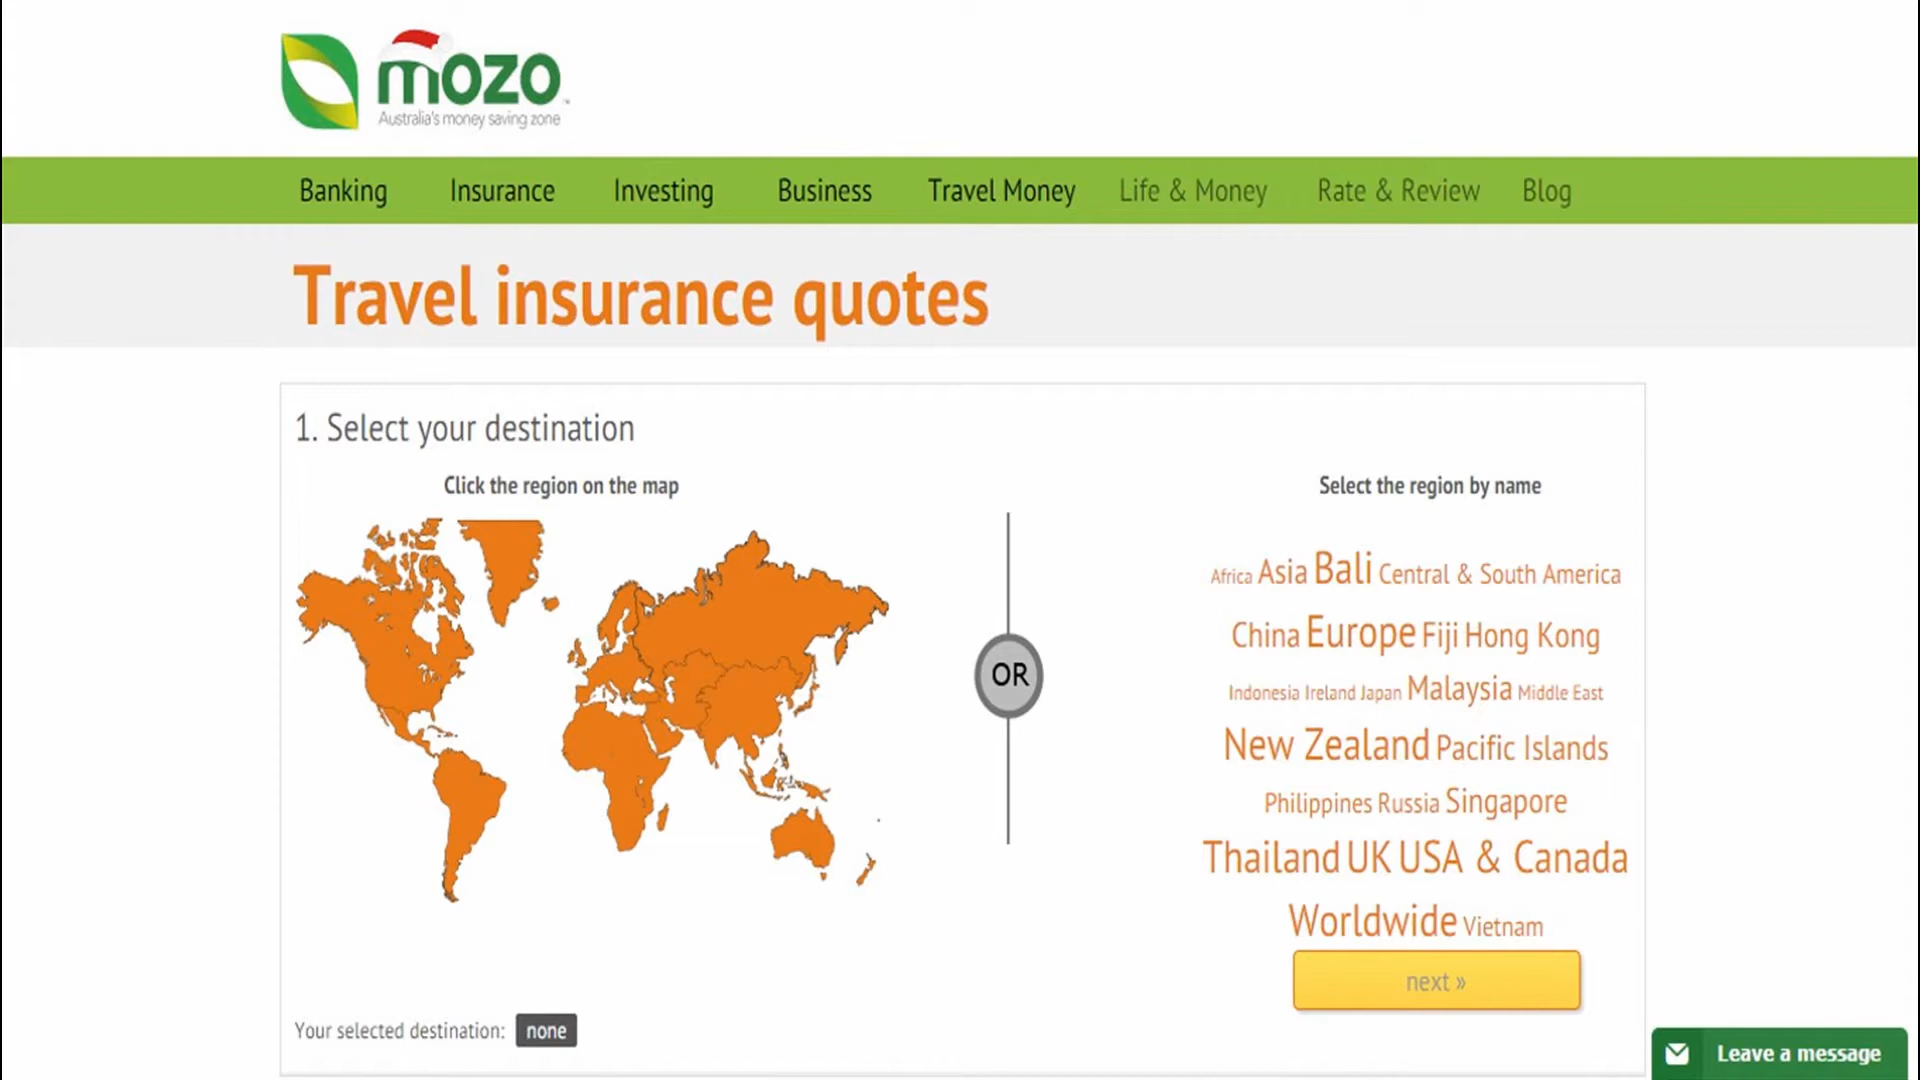 mozo
Australia's money saving zone
Banking Insurance Investing Business Travel Money Life & Money Rate & Review Blog
Travel insurance quotes
1. Select your destination
Click the region on the map
Select the region by name
OR
Africa Asia Bali Central & South America
China Europe Fiji Hong Kong
Indonesia Ireland Japan Malaysia Middle East
New Zealand Pacific Islands
Philippines Russia Singapore
Thailand UK USA & Canada
Worldwide Vietnam
next »
Your selected destination: none
Leave a message